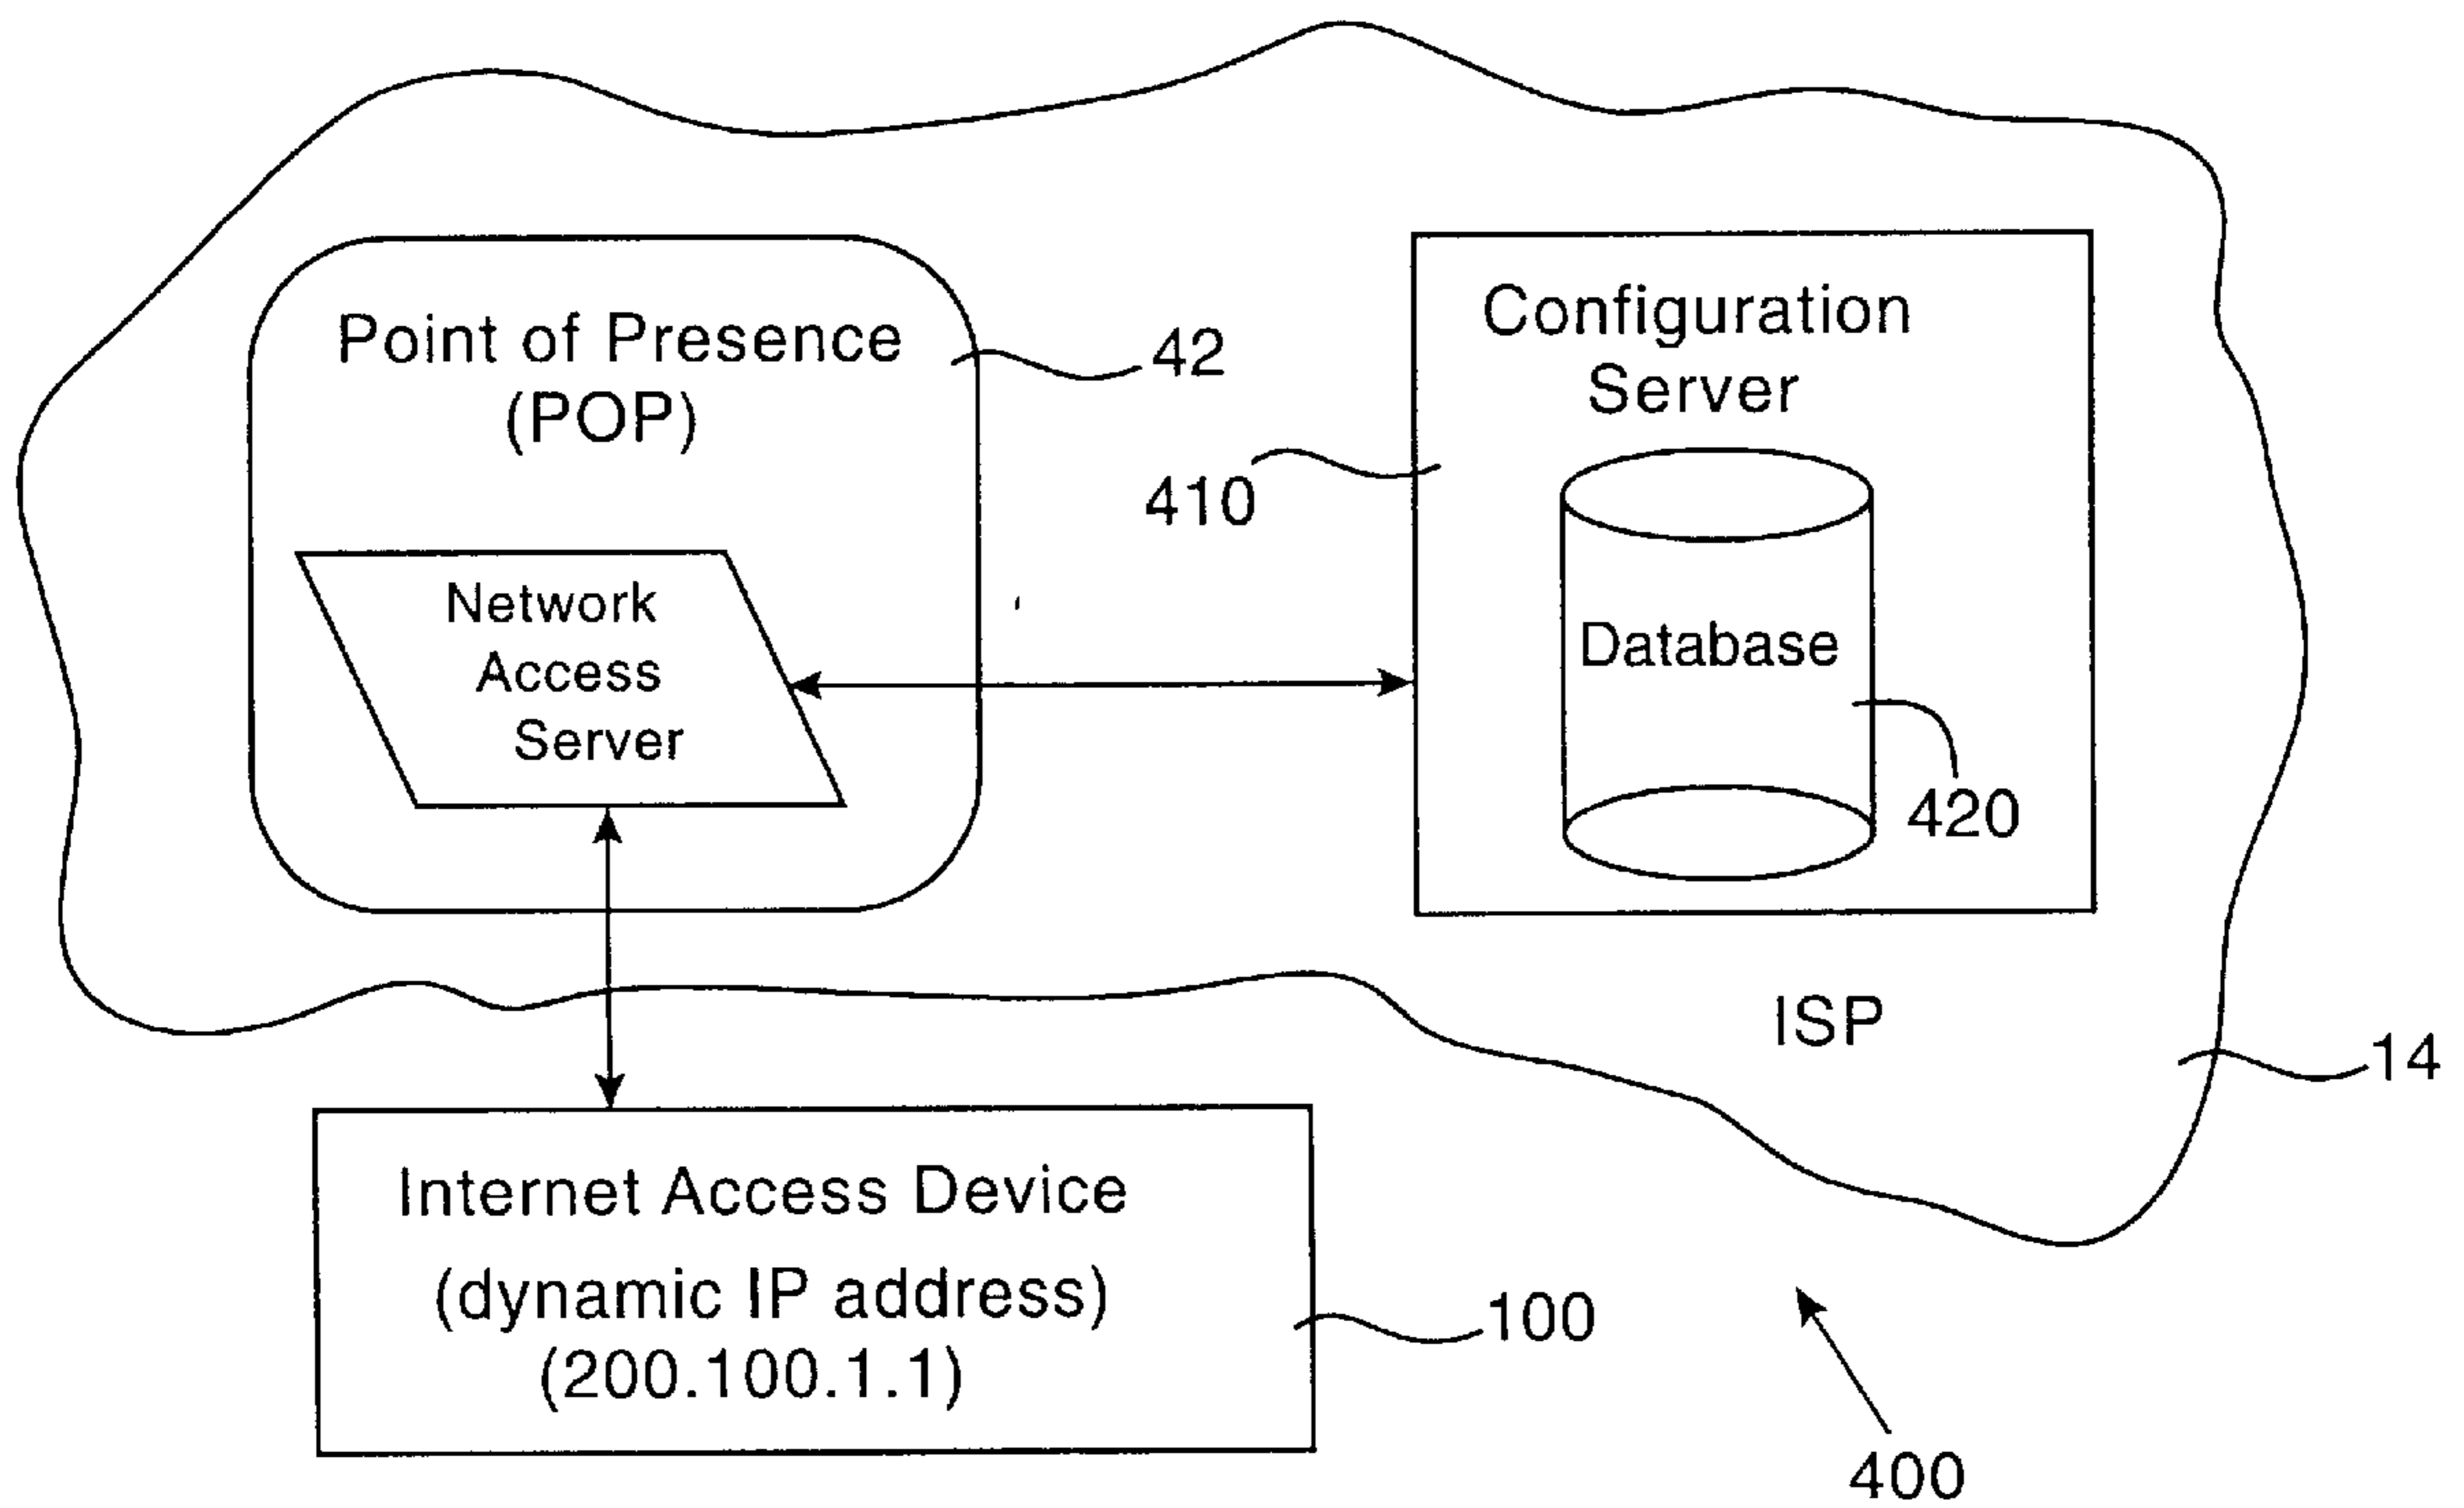 Point of Presence
(POP)
42
Configuration
Server
410
Network
Access
Server
Database
420
ISP
14
Internet Access Device
(dynamic IP address)
(200.100.1.1)
100
400